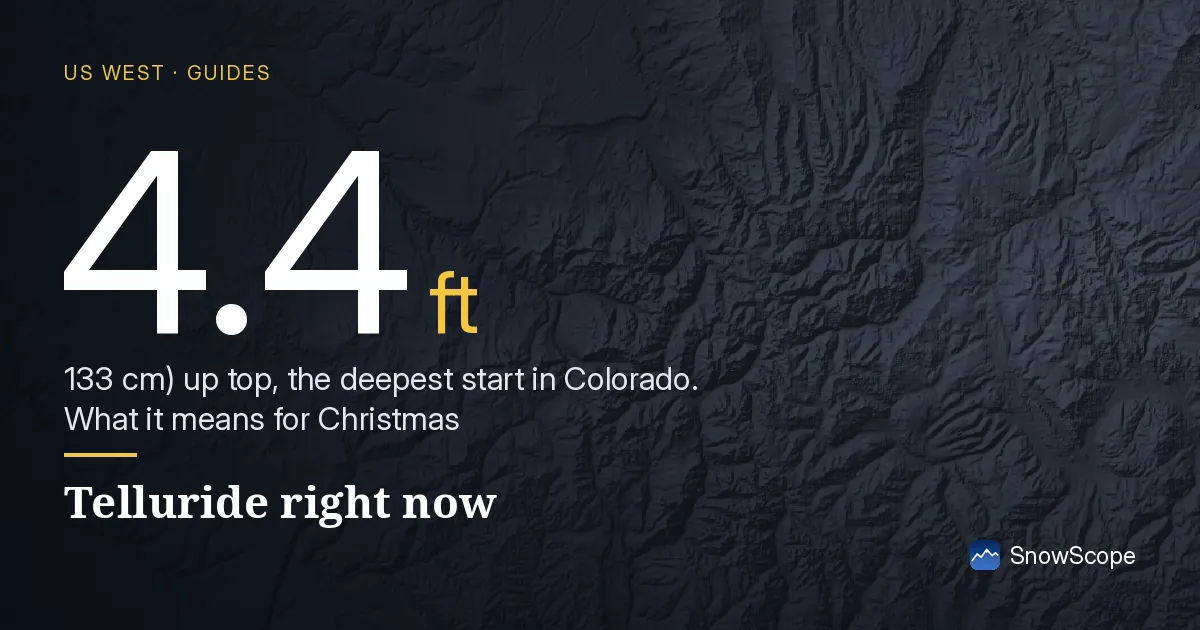 US WEST · GUIDES
4.4 ft
133 cm) up top, the deepest start in Colorado.
What it means for Christmas
Telluride right now
SnowScope